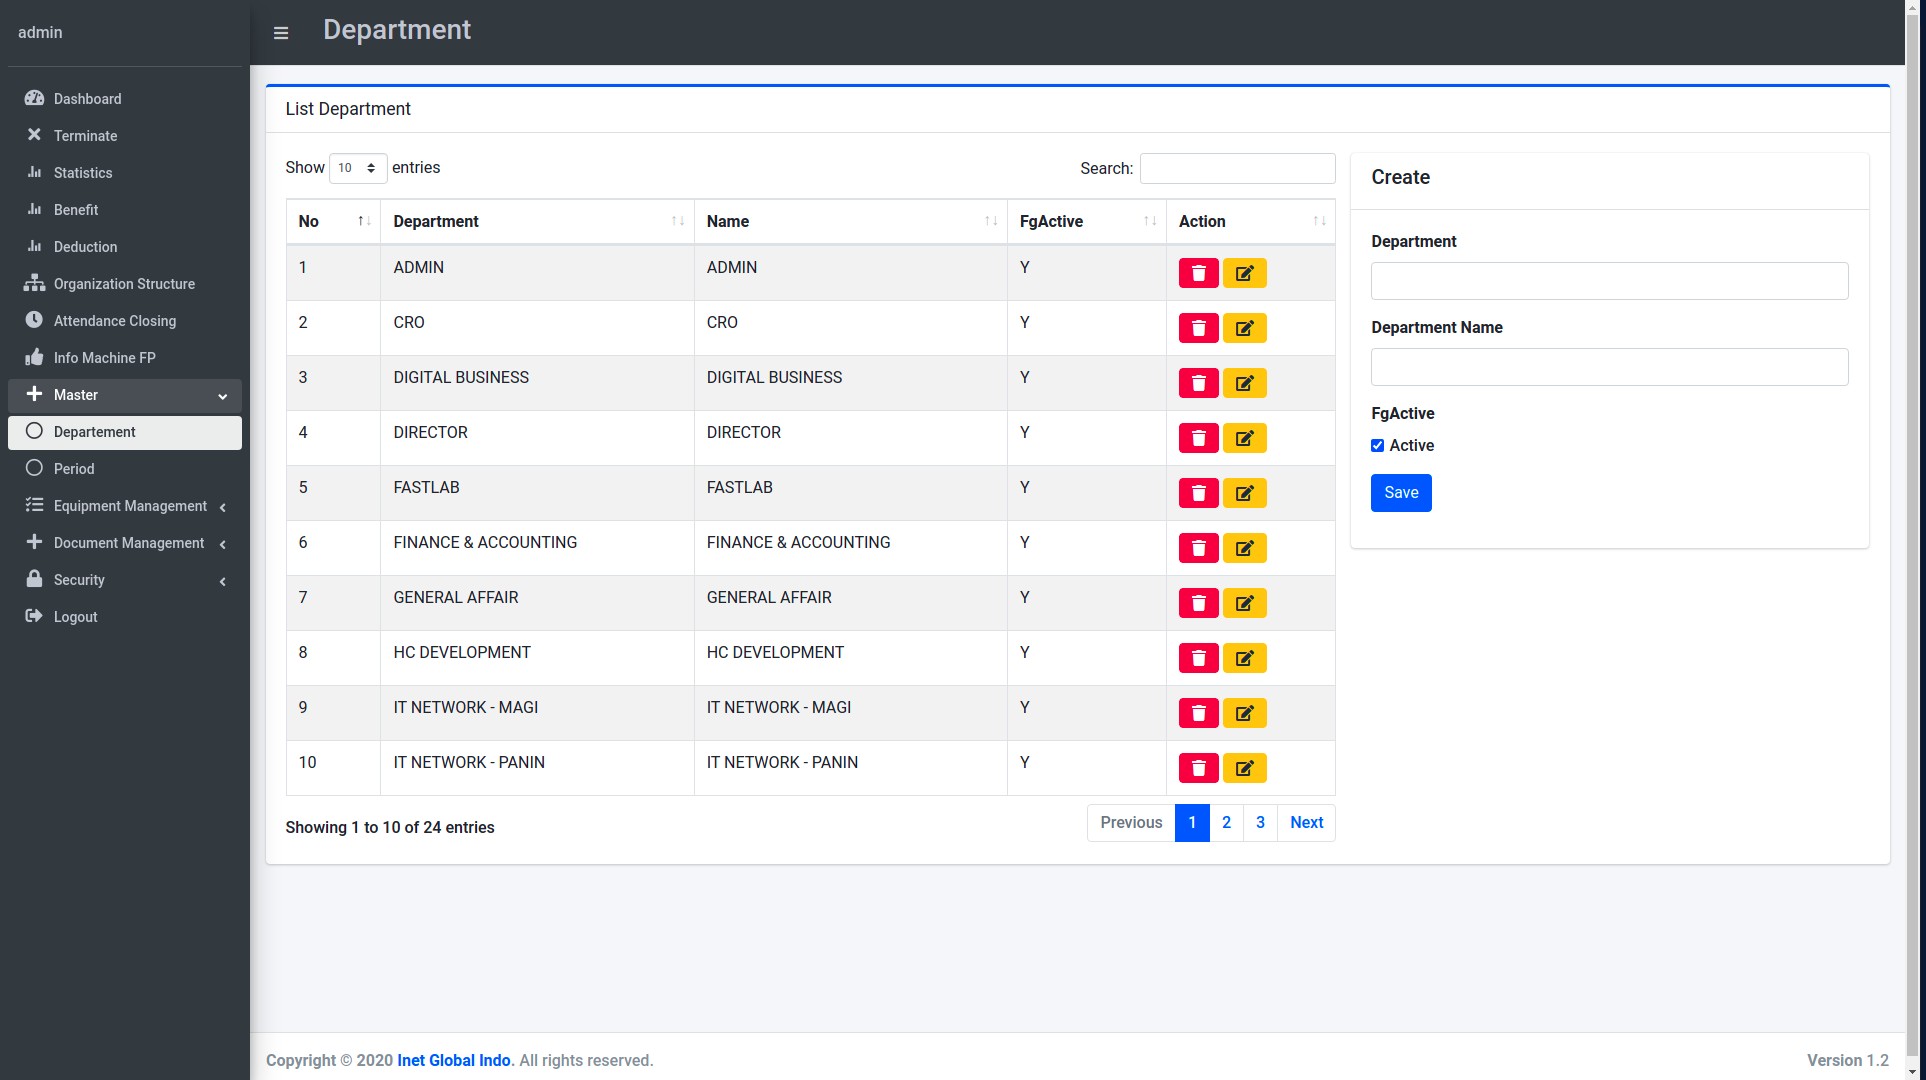 admin
Department
Dashboard
Terminate
Statistics
Benefit
Deduction
Organization Structure
Attendance Closing
Info Machine FP
Master
Departement
Period
Equipment Management
Document Management
Security
Logout
List Department
Show 10 entries
Search:
No Department Name FgActive Action
1 ADMIN ADMIN Y
2 CRO CRO Y
3 DIGITAL BUSINESS DIGITAL BUSINESS Y
4 DIRECTOR DIRECTOR Y
5 FASTLAB FASTLAB Y
6 FINANCE & ACCOUNTING FINANCE & ACCOUNTING Y
7 GENERAL AFFAIR GENERAL AFFAIR Y
8 HC DEVELOPMENT HC DEVELOPMENT Y
9 IT NETWORK - MAGI IT NETWORK - MAGI Y
10 IT NETWORK - PANIN IT NETWORK - PANIN Y
Showing 1 to 10 of 24 entries
Previous 1 2 3 Next
Create
Department
Department Name
FgActive
Active
Save
Copyright © 2020 Inet Global Indo. All rights reserved.
Version 1.2